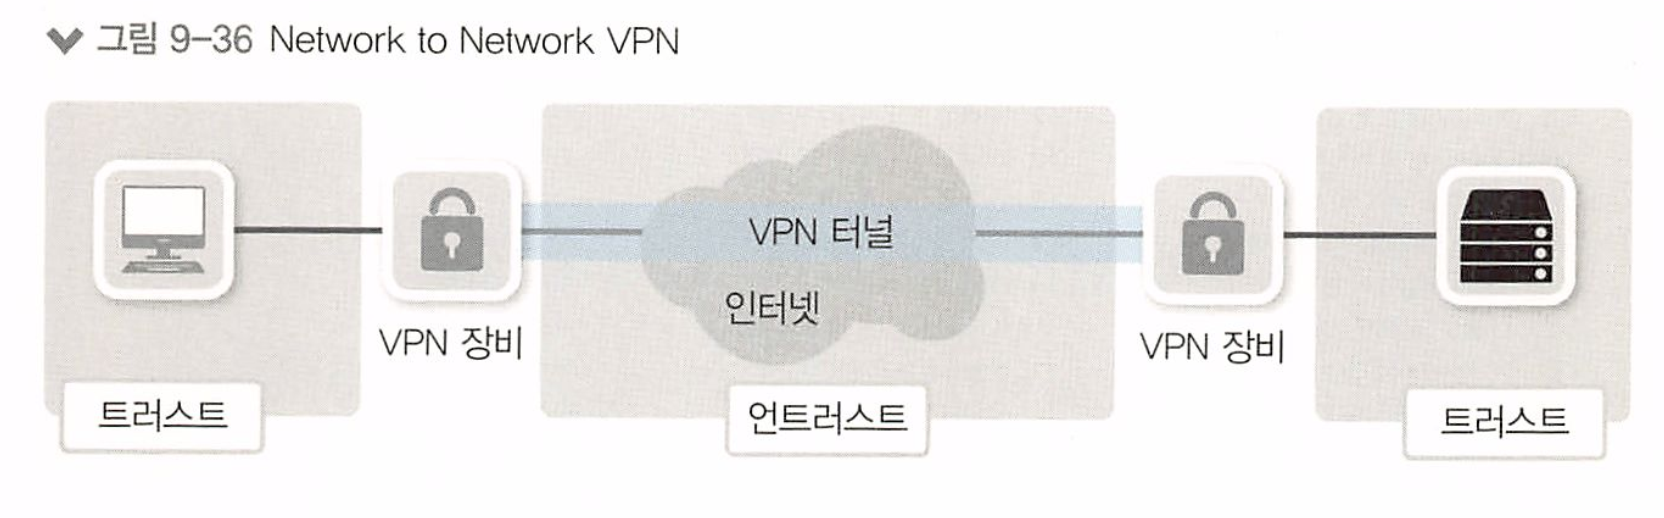 그림 9-36 Network to Network VPN
VPN 터널
인터넷
VPN 장비
VPN 장비
트러스트
언트러스트
트러스트